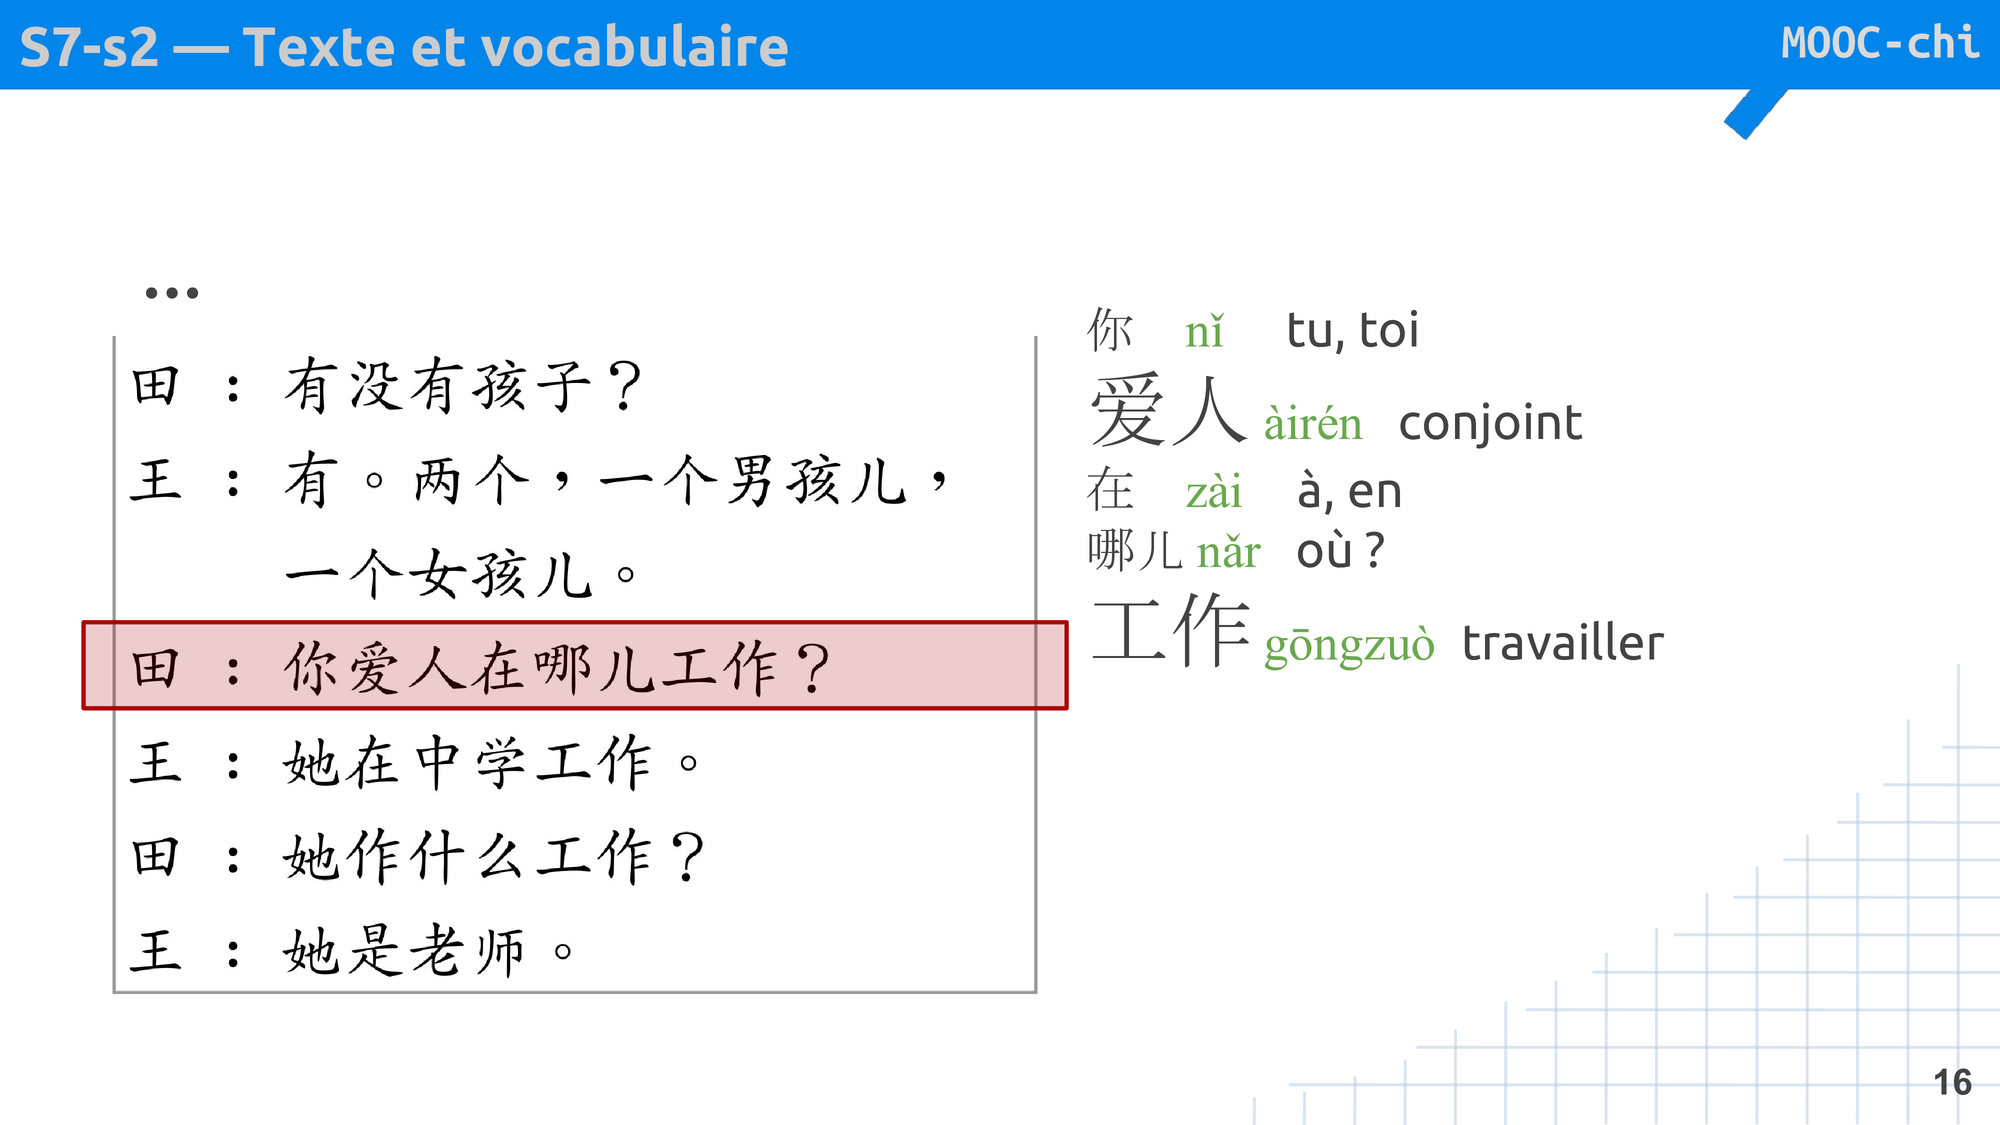 S7-s2 — Texte et vocabulaire
MOOC-chi
...
田 : 有没有孩子？
王 : 有。两个，一个男孩儿，
一个女孩儿。
田 : 你爱人在哪儿工作？
王 : 她在中学工作。
田 : 她作什么工作？
王 : 她是老师。
你 nǐ tu, toi
爱人 àirén conjoint
在 zài à, en
哪儿 nǎr où ?
工作 gōngzuò travailler
16